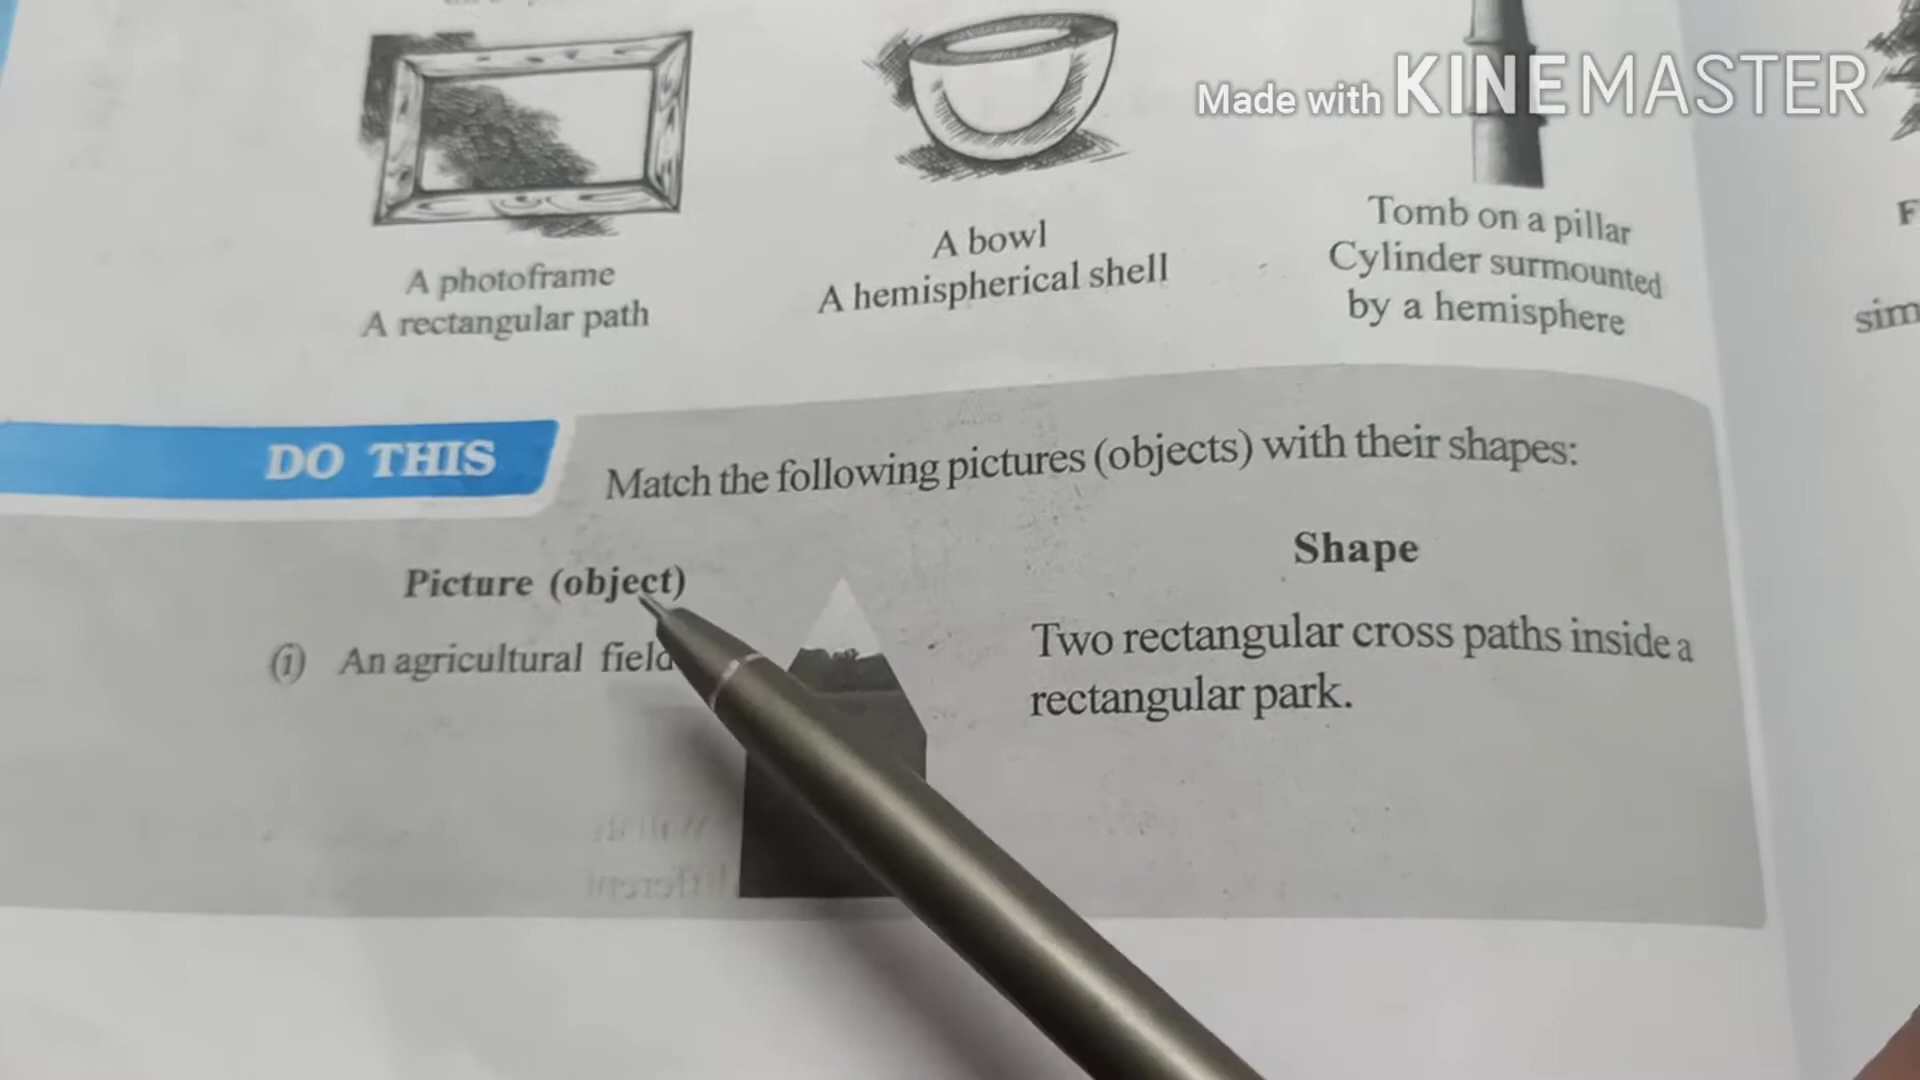 Made with KINEMASTER
A photoframe
A rectangular path
A bowl
A hemispherical shell
Tomb on a pillar
Cylinder surmounted
by a hemisphere
F
sim
DO THIS
Match the following pictures (objects) with their shapes:
Picture (object)
Shape
(i) An agricultural field
Two rectangular cross paths inside a
rectangular park.